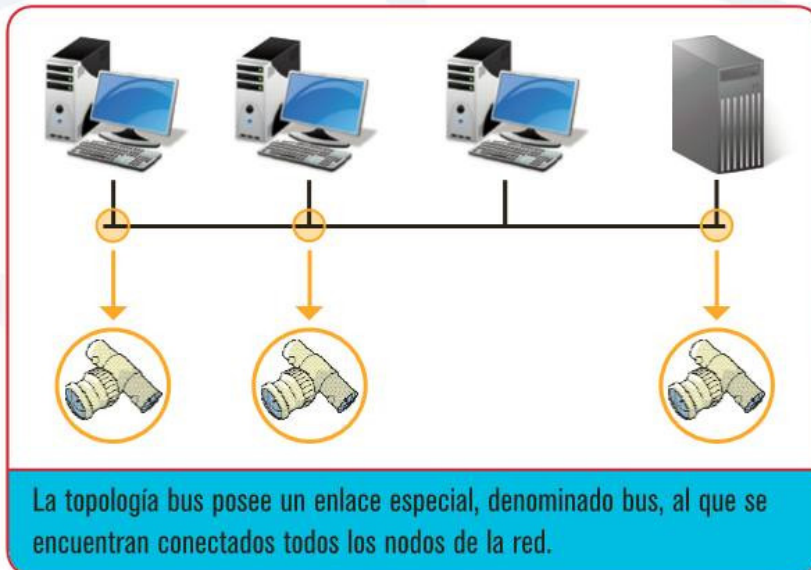 La topología bus posee un enlace especial, denominado bus, al que se
encuentran conectados todos los nodos de la red.